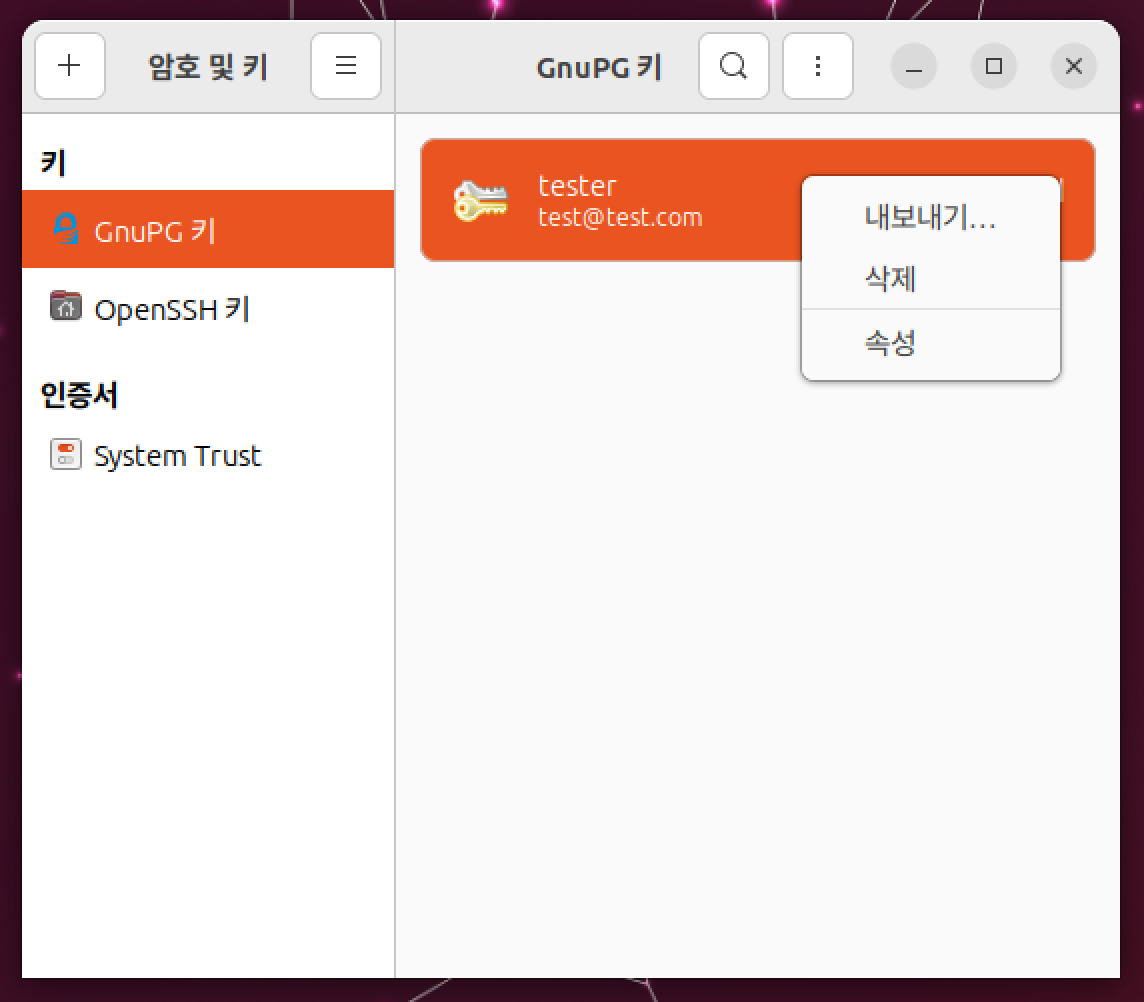 암호 및 키
GnuPG 키
키
GnuPG 키
OpenSSH 키
인증서
System Trust
tester
test@test.com
내보내기...
삭제
속성